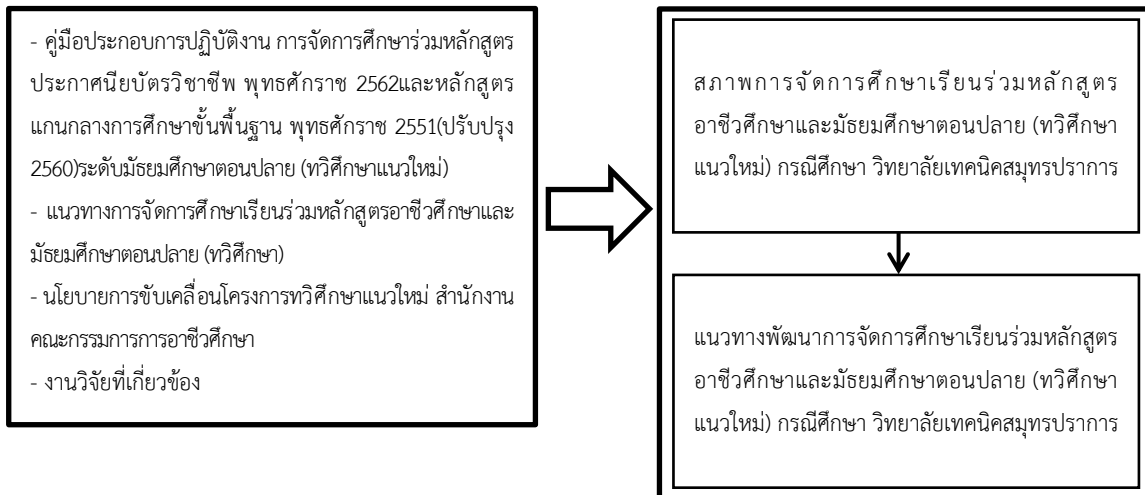 - คู่มือประกอบการปฏิบัติงาน การจัดการศึกษาร่วมหลักสูตร
ประกาศนียบัตรวิชาชีพ พุทธศักราช 2562และหลักสูตร
แกนกลางการศึกษาขั้นพื้นฐาน พุทธศักราช 2551(ปรับปรุง
2560)ระดับมัธยมศึกษาตอนปลาย (ทวิศึกษาแนวใหม่)
- แนวทางการจัดการศึกษาเรียนร่วมหลักสูตรอาชีวศึกษาและ
มัธยมศึกษาตอนปลาย (ทวิศึกษา)
- นโยบายการขับเคลื่อนโครงการทวิศึกษาแนวใหม่ สำนักงาน
คณะกรรมการการอาชีวศึกษา
- งานวิจัยที่เกี่ยวข้อง
สภาพการจัดการศึกษาเรียนร่วมหลักสูตร
อาชีวศึกษาและมัธยมศึกษาตอนปลาย (ทวิศึกษา
แนวใหม่) กรณีศึกษา วิทยาลัยเทคนิคสมุทรปราการ
แนวทางพัฒนาการจัดการศึกษาเรียนร่วมหลักสูตร
อาชีวศึกษาและมัธยมศึกษาตอนปลาย (ทวิศึกษา
แนวใหม่) กรณีศึกษา วิทยาลัยเทคนิคสมุทรปราการ